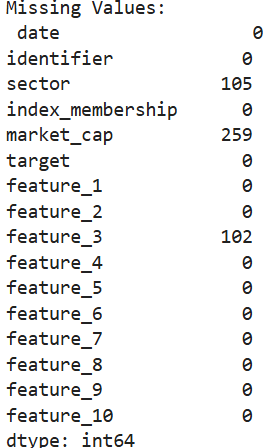 Missing Values:
date 0
identifier 0
sector 105
index_membership 0
market_cap 259
target 0
feature_1 0
feature_2 0
feature_3 102
feature_4 0
feature_5 0
feature_6 0
feature_7 0
feature_8 0
feature_9 0
feature_10 0
dtype: int64